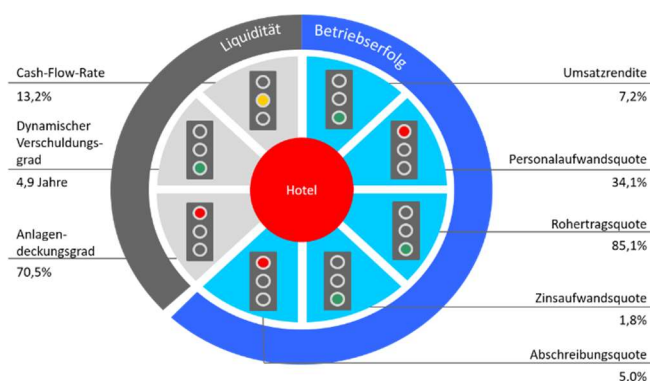 Liquidität
Betriebserfolg
Cash-Flow-Rate
13,2%
Dynamischer
Verschuldungs-
grad
4,9 Jahre
Anlagen-
deckungsgrad
70,5%
Hotel
Umsatzrendite
7,2%
Personalaufwandsquote
34,1%
Rohertragsquote
85,1%
Zinsaufwandsquote
1,8%
Abschreibungsquote
5,0%